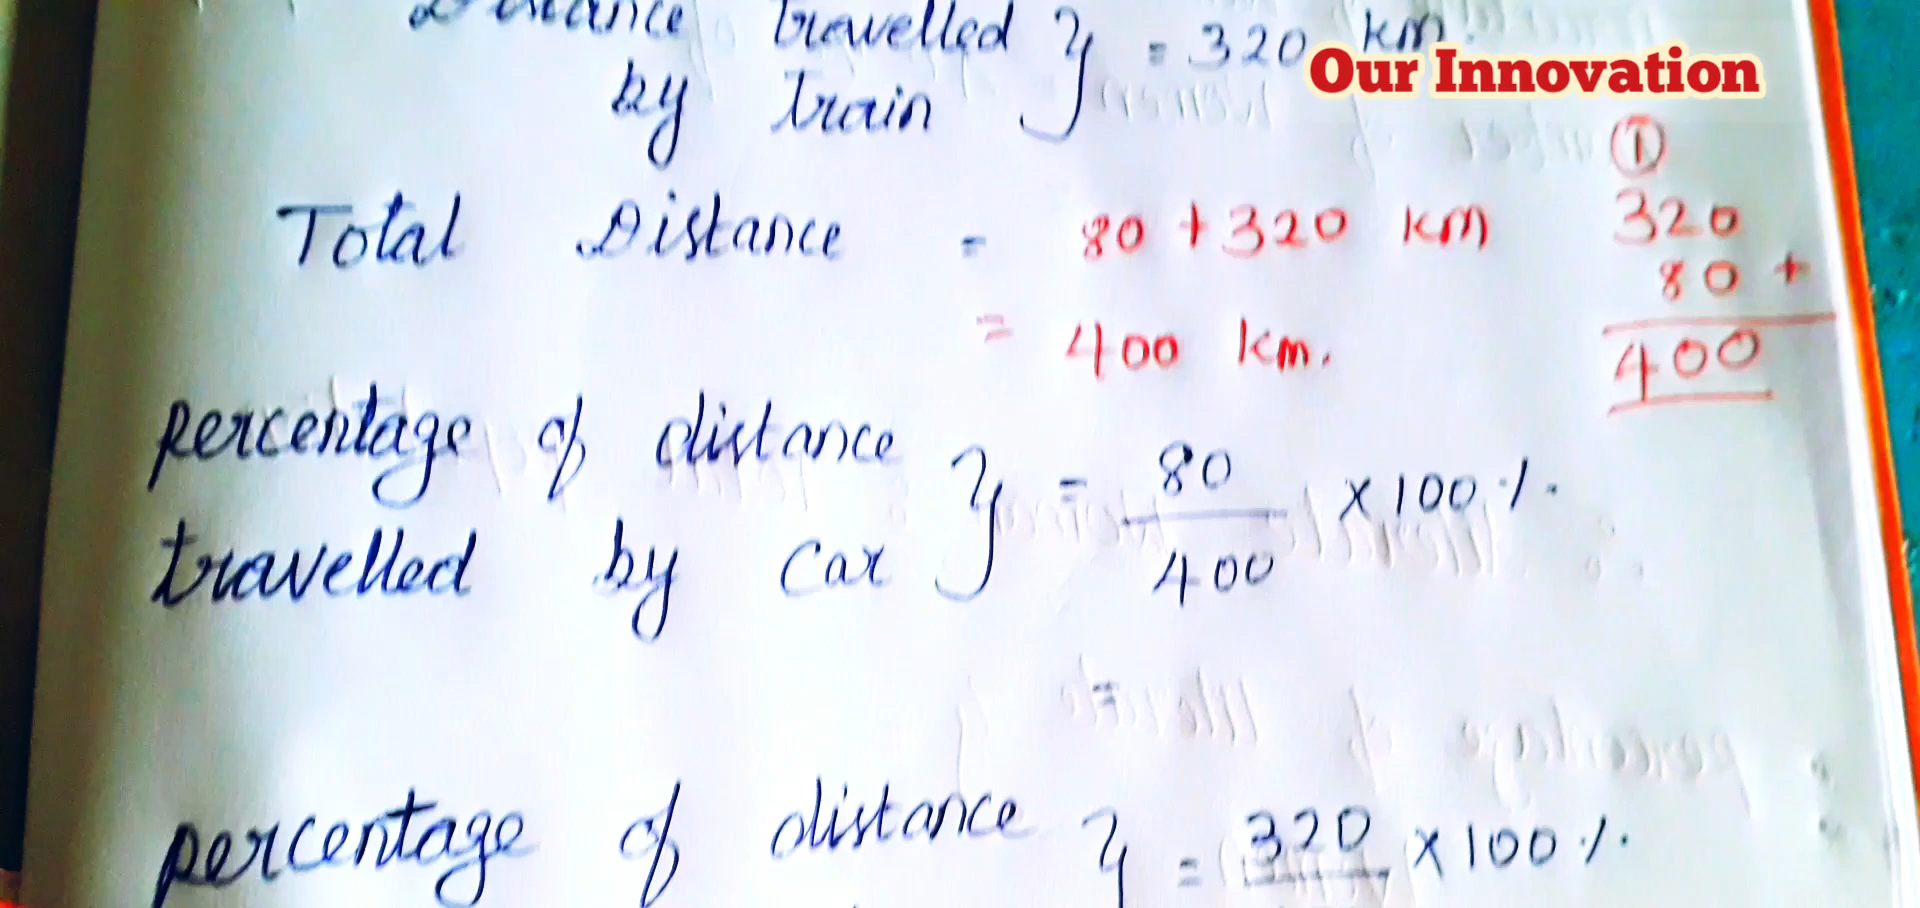 Distance travelled } = 320 km.
by train
Our Innovation
Total Distance = 80 + 320 km
= 400 km.
1
320
80 +
400
percentage of distance
travelled by car } = 80/400 × 100 %.
=
percentage of distance } = 320 × 100 %.